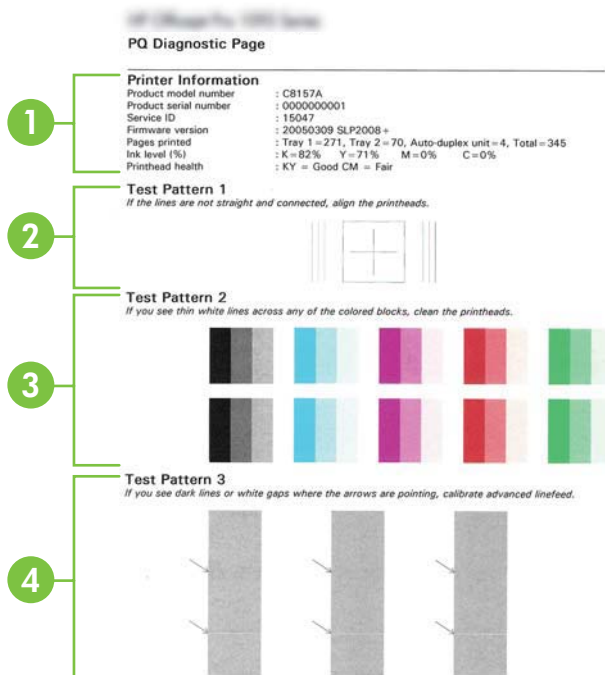 PQ Diagnostic Page
1
Printer Information
Product model number : C8157A
Product serial number : 0000000001
Service ID : 15047
Firmware version : 20050309 SLP2008+
Pages printed : Tray 1=271, Tray 2=70, Auto-duplex unit=4, Total=345
Ink level (%) : K=82% Y=71% M=0% C=0%
Printhead health : KY = Good CM = Fair
2
Test Pattern 1
If the lines are not straight and connected, align the printheads.
3
Test Pattern 2
If you see thin white lines across any of the colored blocks, clean the printheads.
4
Test Pattern 3
If you see dark lines or white gaps where the arrows are pointing, calibrate advanced linefeed.